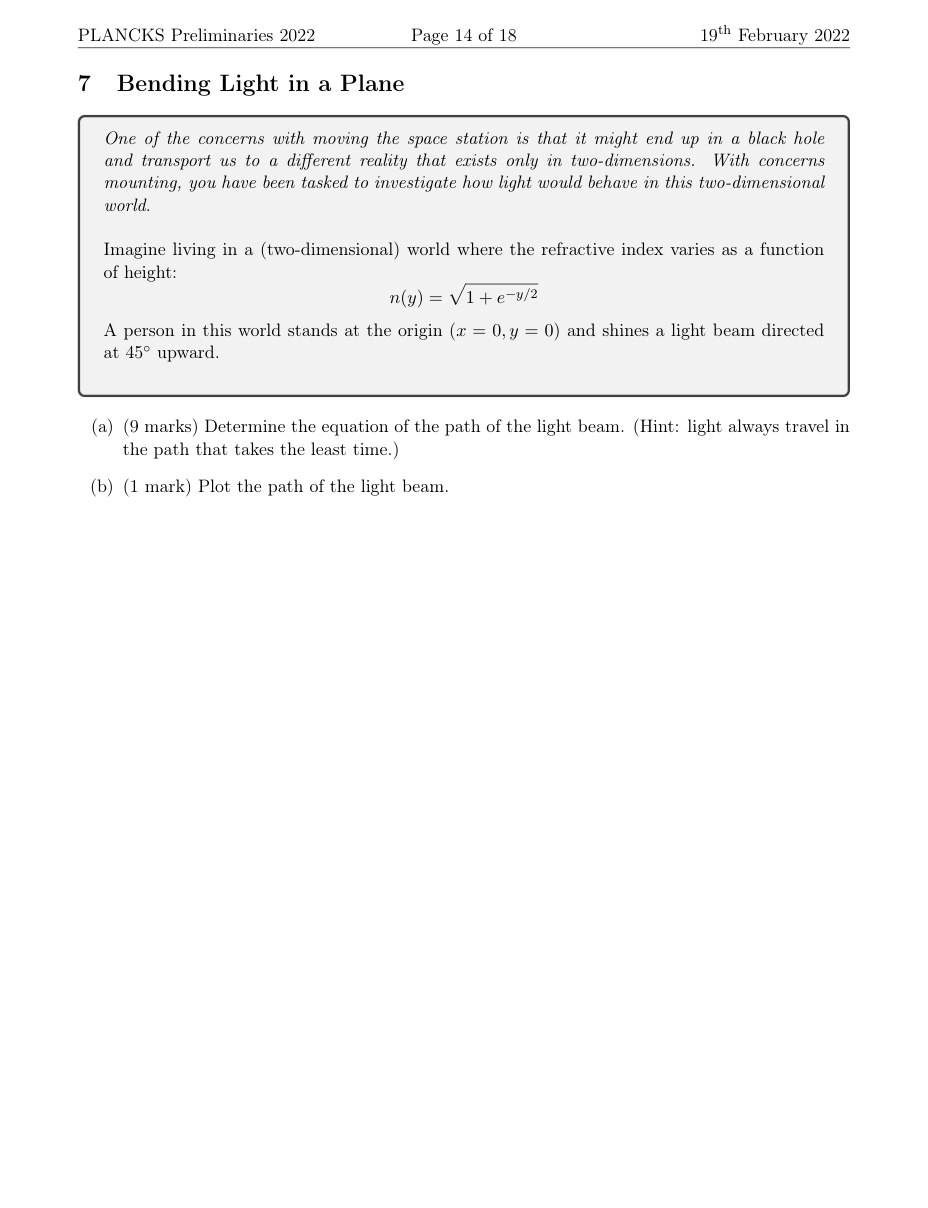 PLANCKS Preliminaries 2022 Page 14 of 18 19th February 2022
7 Bending Light in a Plane
One of the concerns with moving the space station is that it might end up in a black hole
and transport us to a different reality that exists only in two-dimensions. With concerns
mounting, you have been tasked to investigate how light would behave in this two-dimensional
world.
Imagine living in a (two-dimensional) world where the refractive index varies as a function
of height:
n(y) = √(1 + e^{−y/2})
A person in this world stands at the origin (x = 0, y = 0) and shines a light beam directed
at 45° upward.
(a) (9 marks) Determine the equation of the path of the light beam. (Hint: light always travel in
the path that takes the least time.)
(b) (1 mark) Plot the path of the light beam.